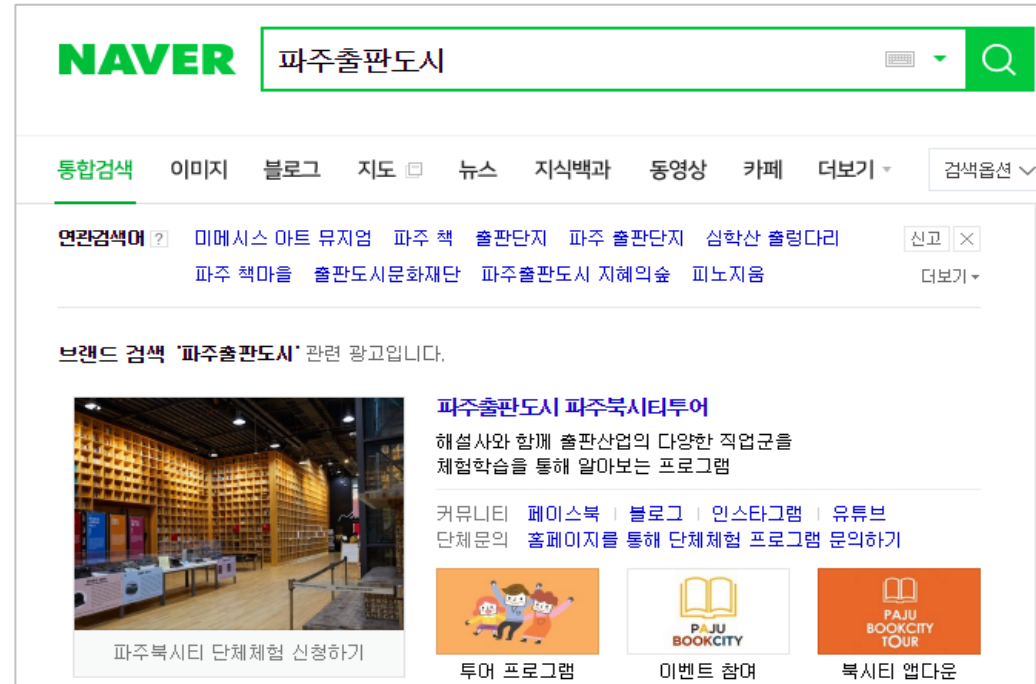 NAVER 파주출판도시
통합검색 이미지 블로그 지도 뉴스 지식백과 동영상 카페 더보기 검색옵션
연관검색어 ? 미메시스 아트 뮤지엄 파주 책 출판단지 파주 출판단지 심학산 출렁다리 신고
파주 책마을 출판도시문화재단 파주출판도시 지혜의숲 피노지움 더보기
브랜드 검색 '파주출판도시' 관련 광고입니다.
파주출판도시 파주북시티투어
해설사와 함께 출판산업의 다양한 직업군을
체험학습을 통해 알아보는 프로그램
커뮤니티 페이스북 블로그 인스타그램 유튜브
단체문의 홈페이지를 통해 단체체험 프로그램 문의하기
파주북시티 단체체험 신청하기
PAJU
BOOKCITY
PAJU
BOOKCITY
TOUR
투어 프로그램 이벤트 참여 북시티 앱다운